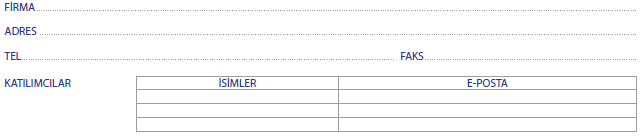 FİRMA
ADRES
TEL FAKS
KATILIMCILAR İSİMLER E-POSTA